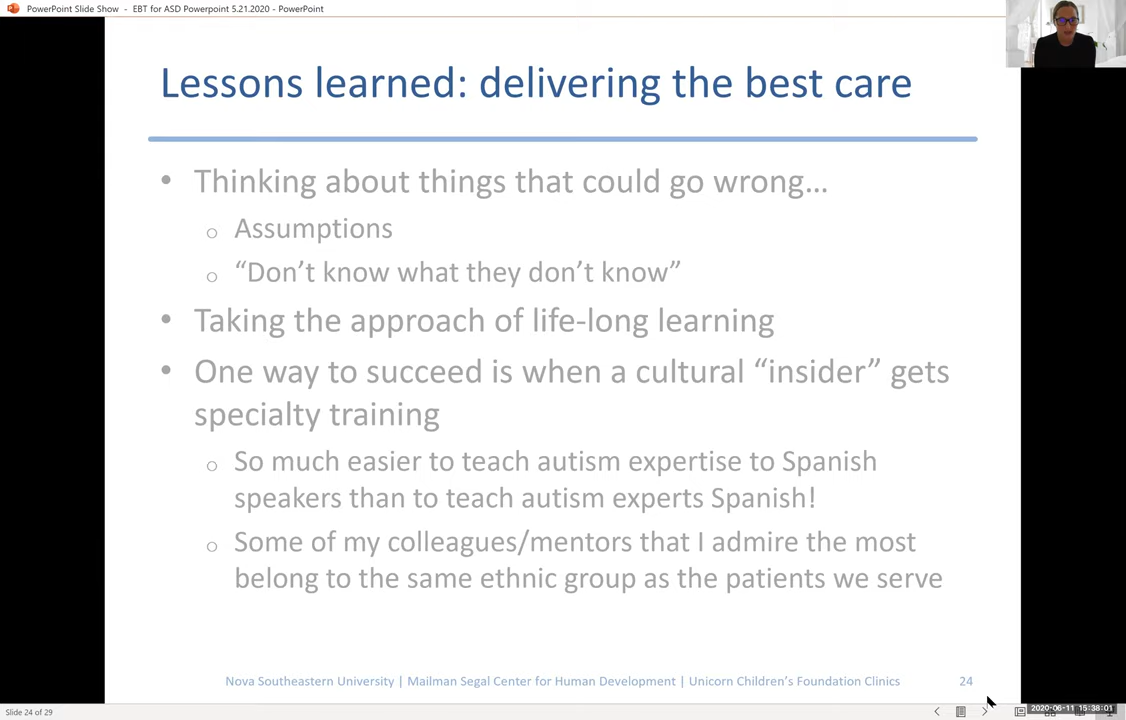 PowerPoint Slide Show - EBT for ASD Powerpoint 5.21.2020 - PowerPoint
Lessons learned: delivering the best care
• Thinking about things that could go wrong…
o Assumptions
o “Don’t know what they don’t know”
• Taking the approach of life-long learning
• One way to succeed is when a cultural “insider” gets
specialty training
o So much easier to teach autism expertise to Spanish
speakers than to teach autism experts Spanish!
o Some of my colleagues/mentors that I admire the most
belong to the same ethnic group as the patients we serve
Nova Southeastern University | Mailman Segal Center for Human Development | Unicorn Children’s Foundation Clinics 24
Slide 24 of 29
2020-06-11 15:38:01